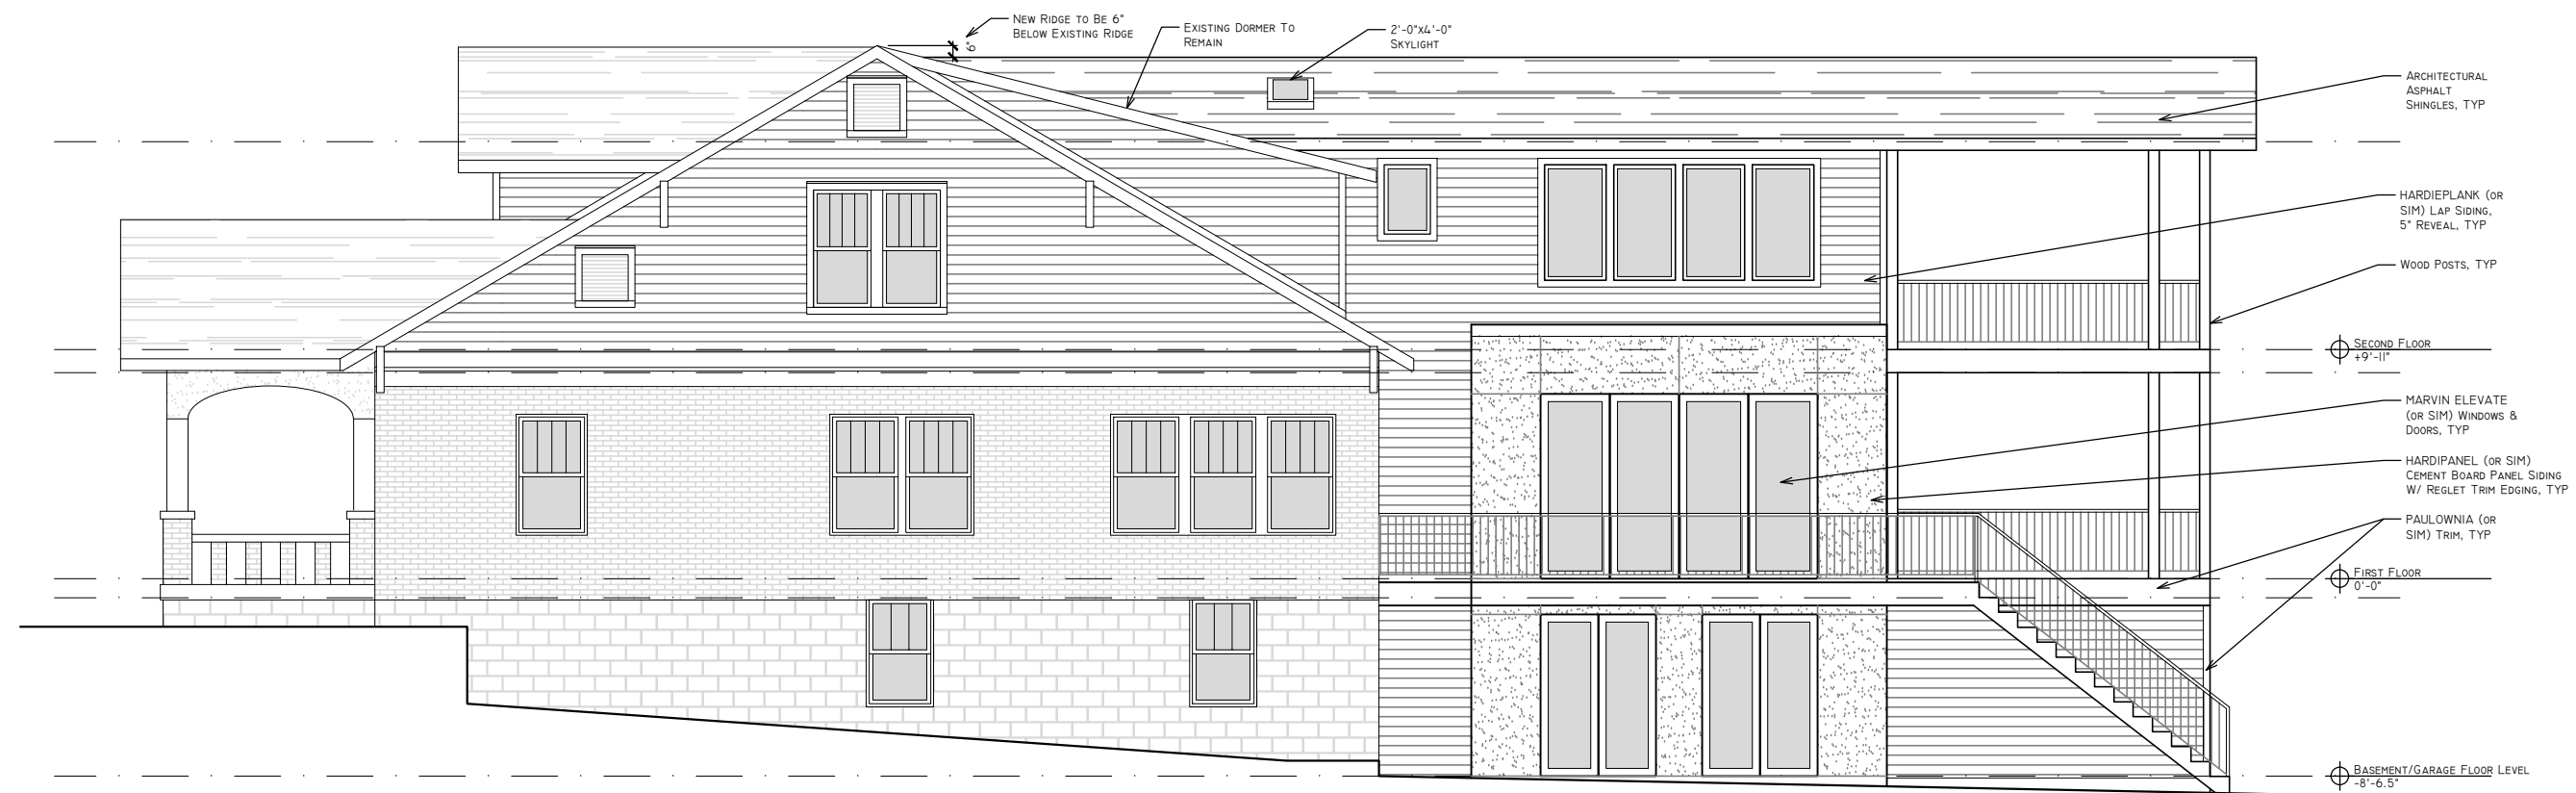 New Ridge to Be 6"
Below Existing Ridge
6"
Existing Dormer To
Remain
2'-0"x4'-0"
Skylight
Architectural
Asphalt
Shingles, TYP
HARDIEPLANK (or
SIM) Lap Siding,
5" Reveal, TYP
Wood Posts, TYP
Second Floor
+9'-11"
MARVIN ELEVATE
(or SIM) Windows &
Doors, TYP
HARDIPANEL (or SIM)
Cement Board Panel Siding
W/ Reglet Trim Edging, TYP
PAULOWNIA (or
SIM) Trim, TYP
First Floor
0'-0"
Basement/Garage Floor Level
-8'-6.5"